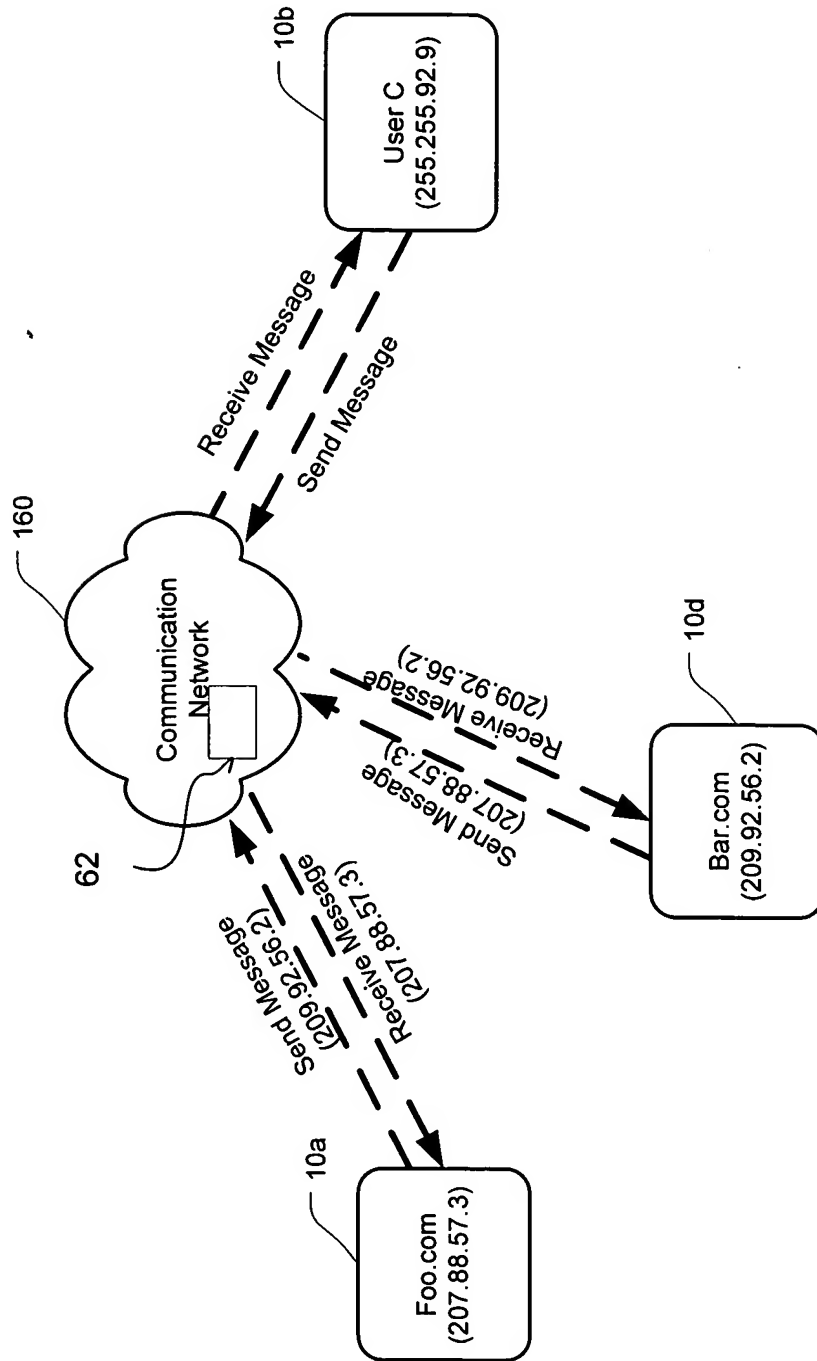 160
Communication
Network
62
Receive Message
Send Message
10b
User C
(255.255.92.9)
Send Message
(209.92.56.2)
Receive Message
(207.88.57.3)
10a
Foo.com
(207.88.57.3)
Send Message
(207.88.57.3)
Receive Message
(209.92.56.2)
10d
Bar.com
(209.92.56.2)